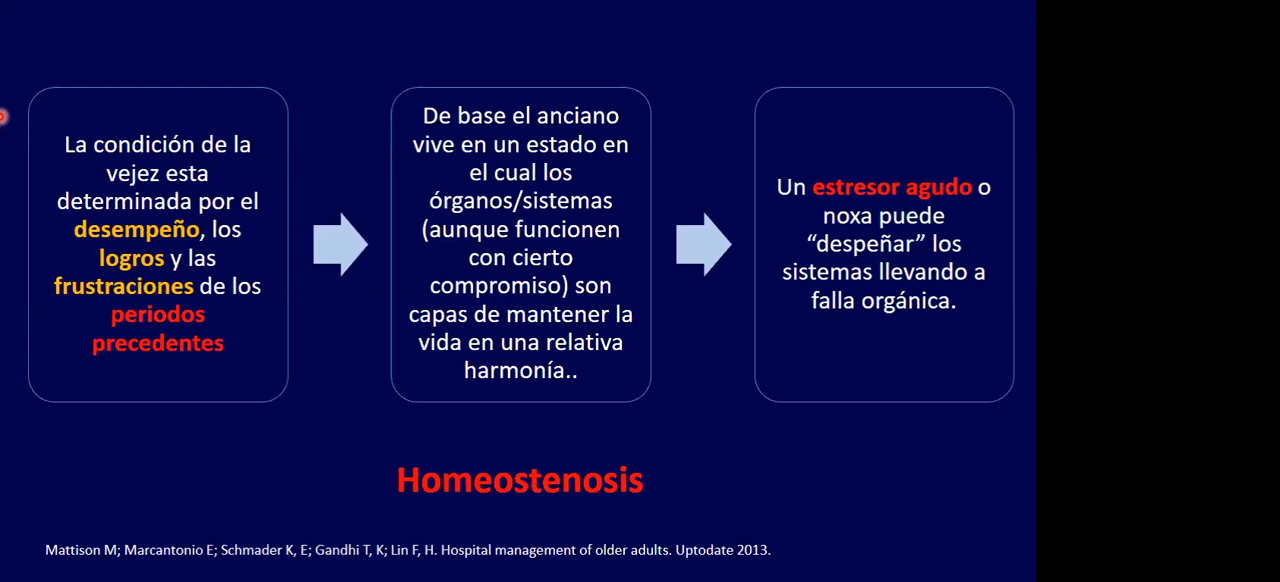 La condición de la
vejez esta
determinada por el
desempeño, los
logros y las
frustraciones de los
periodos
precedentes
De base el anciano
vive en un estado en
el cual los
órganos/sistemas
(aunque funcionen
con cierto
compromiso) son
capas de mantener la
vida en una relativa
harmonía..
Un estresor agudo o
noxa puede
“despeñar” los
sistemas llevando a
falla orgánica.
Homeostenosis
Mattison M; Marcantonio E; Schmader K, E; Gandhi T, K; Lin F, H. Hospital management of older adults. Uptodate 2013.